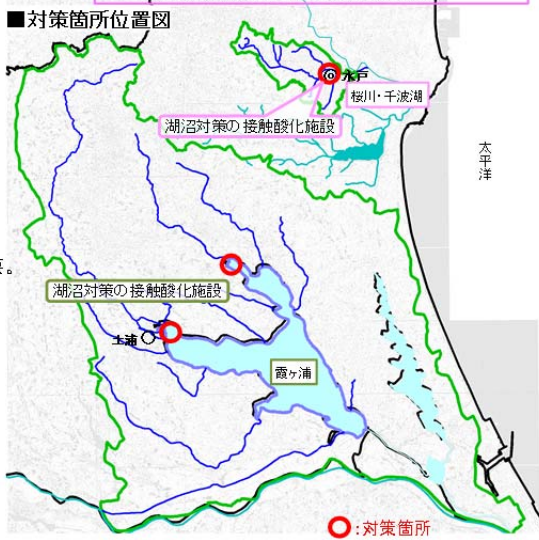 ■対策箇所位置図
水戸
桜川・千波湖
湖沼対策の接触酸化施設
太平洋
湖沼対策の接触酸化施設
土浦
霞ヶ浦
:対策箇所